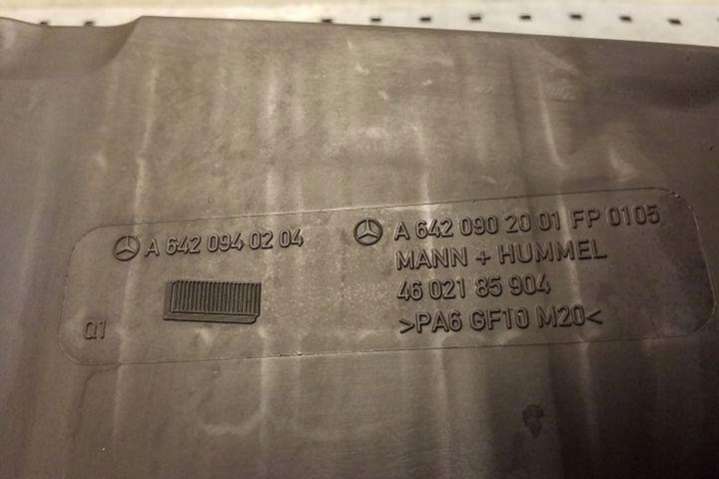 A 642 094 02 04
Q1
A 642 090 20 01 FP 0105
MANN + HUMMEL
46 021 85 904
>PA6 GF10 M20<